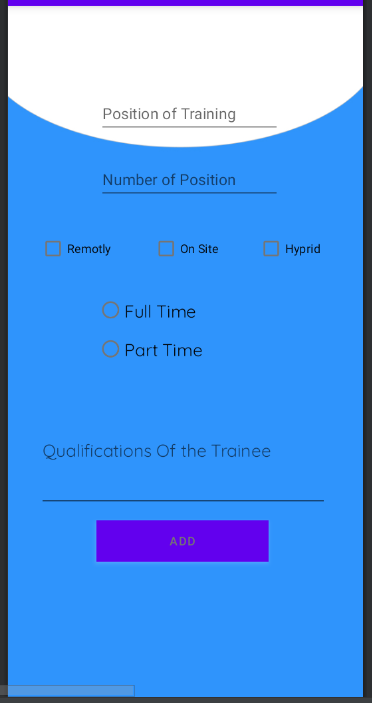 Position of Training
Number of Position
Remotly On Site Hyprid
Full Time
Part Time
Qualifications Of the Trainee
ADD